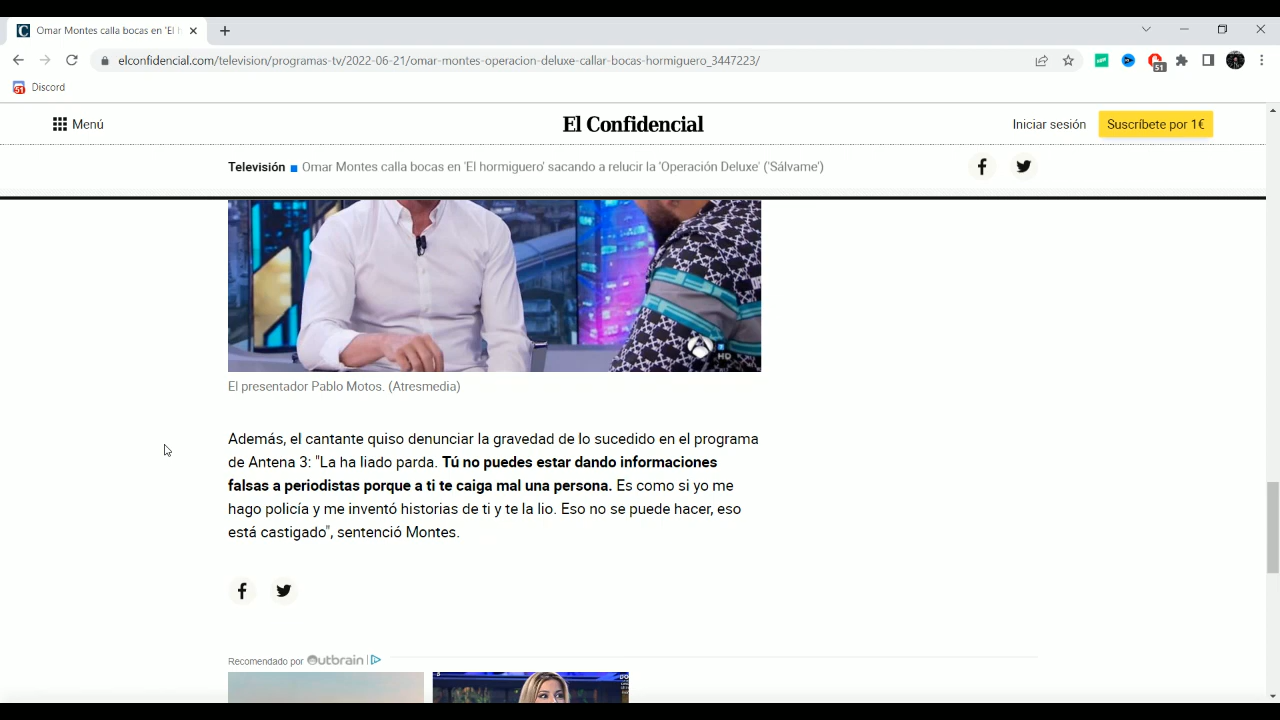 Omar Montes calla bocas en 'El
elconfidencial.com/television/programas-tv/2022-06-21/omar-montes-operacion-deluxe-callar-bocas-hormiguero_3447223/
51
Discord
Menú
El Confidencial
Iniciar sesión
Suscríbete por 1€
Televisión Omar Montes calla bocas en 'El hormiguero' sacando a relucir la 'Operación Deluxe' ('Sálvame')
HD
El presentador Pablo Motos. (Atresmedia)
Además, el cantante quiso denunciar la gravedad de lo sucedido en el programa
de Antena 3: "La ha liado parda. Tú no puedes estar dando informaciones
falsas a periodistas porque a ti te caiga mal una persona. Es como si yo me
hago policía y me inventó historias de ti y te la lio. Eso no se puede hacer, eso
está castigado", sentenció Montes.
Recomendado por Outbrain